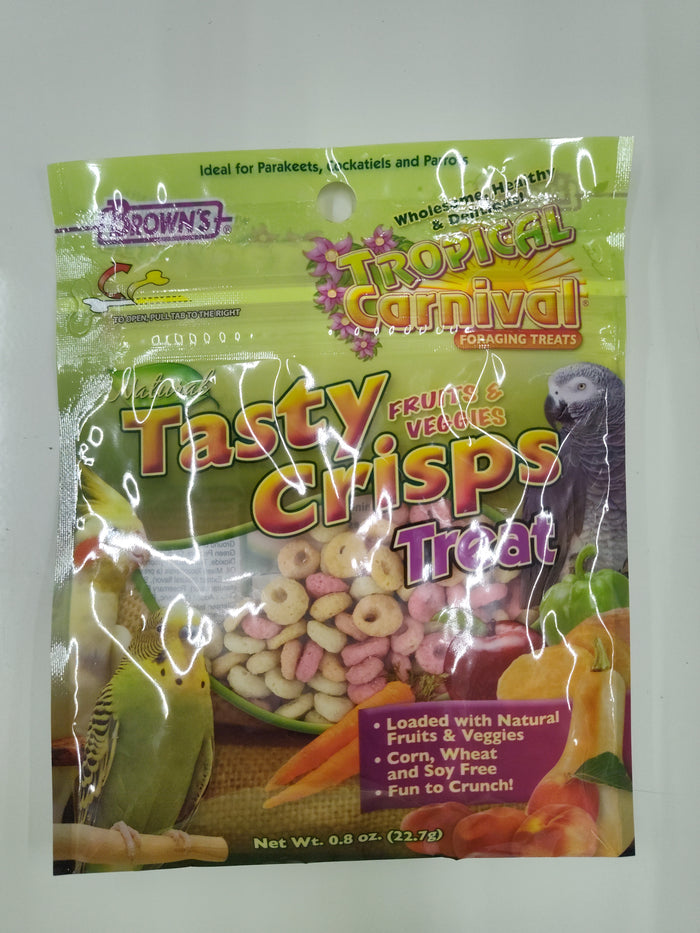 Ideal for Parakeets, Cockatiels and Parrots
BROWN'S®
Wholesome, Healthy
& Delicious!
TROPICAL
Carnival®
FORAGING TREATS
TO OPEN, PULL TAB TO THE RIGHT
Natural
Tasty
FRUITS &
VEGGIES
Crisps
Treat
• Loaded with Natural
Fruits & Veggies
• Corn, Wheat
and Soy Free
• Fun to Crunch!
Net Wt. 0.8 oz. (22.7g)